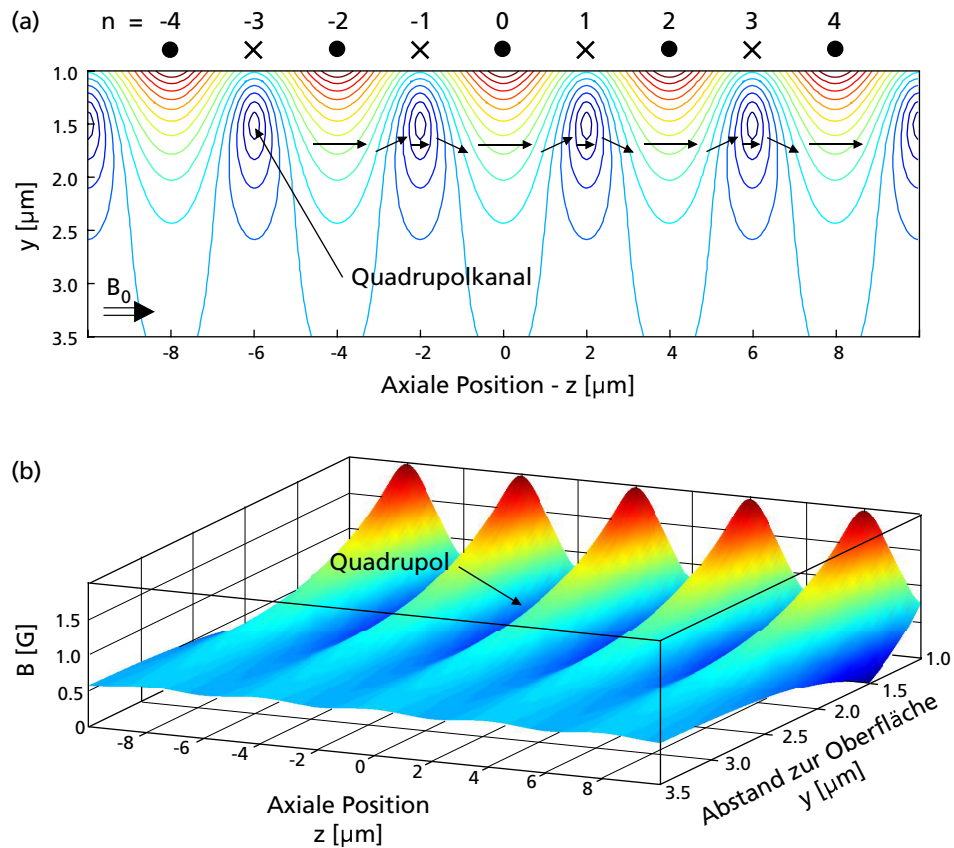 (a) n = -4 -3 -2 -1 0 1 2 3 4
1.0
1.5
2.0
2.5
3.0
3.5
y [µm]
Quadrupolkanal
B0
-8 -6 -4 -2 0 2 4 6 8
Axiale Position - z [µm]
(b)
Quadrupol
B [G]
1.5
1.0
0.5
0
-8 -6 -4 -2 0 2 4 6 8
Axiale Position
z [µm]
1.0
1.5
2.0
2.5
3.0
3.5
Abstand zur Oberfläche
y [µm]